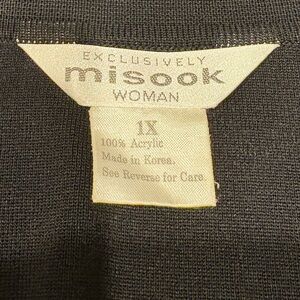 EXCLUSIVELY
misook
WOMAN
1X
100% Acrylic
Made in Korea.
See Reverse for Care